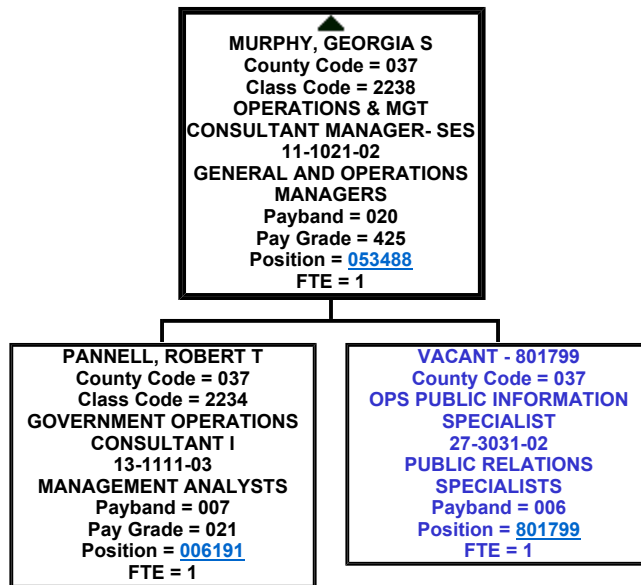 MURPHY, GEORGIA S
County Code = 037
Class Code = 2238
OPERATIONS & MGT
CONSULTANT MANAGER- SES
11-1021-02
GENERAL AND OPERATIONS
MANAGERS
Payband = 020
Pay Grade = 425
Position = 053488
FTE = 1
PANNELL, ROBERT T
County Code = 037
Class Code = 2234
GOVERNMENT OPERATIONS
CONSULTANT I
13-1111-03
MANAGEMENT ANALYSTS
Payband = 007
Pay Grade = 021
Position = 006191
FTE = 1
VACANT - 801799
County Code = 037
OPS PUBLIC INFORMATION
SPECIALIST
27-3031-02
PUBLIC RELATIONS
SPECIALISTS
Payband = 006
Position = 801799
FTE = 1